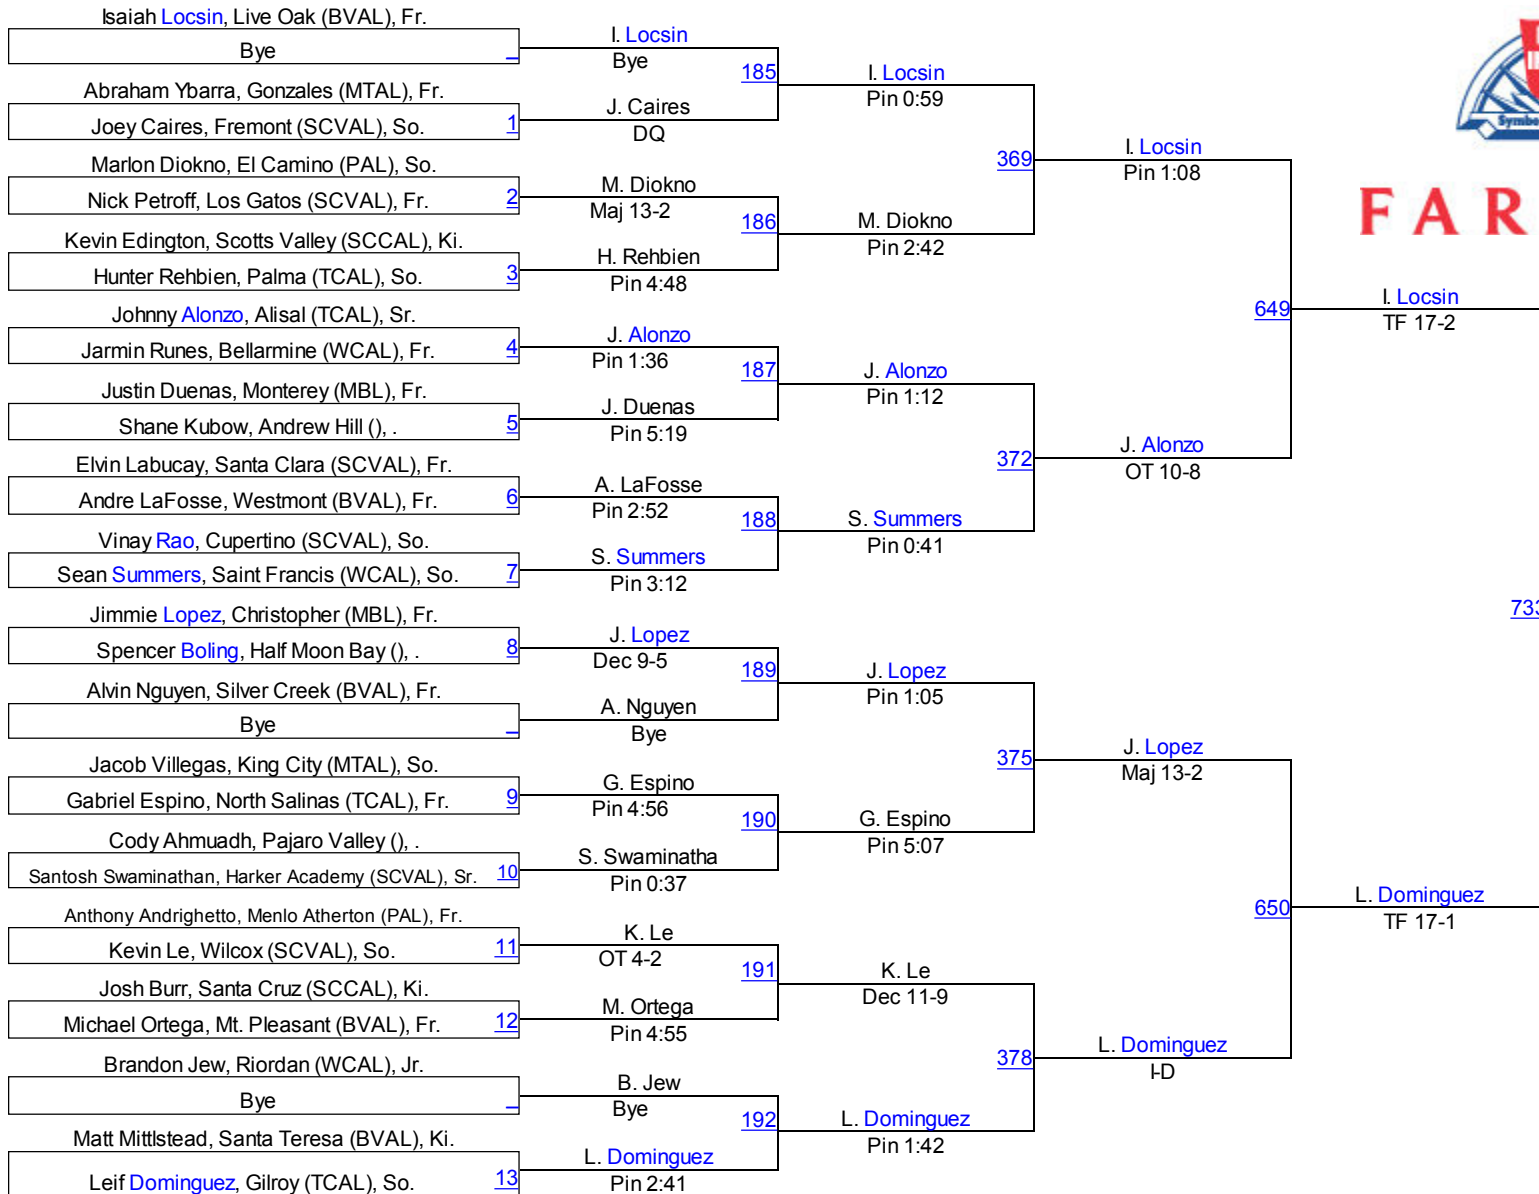 Isaiah Locsin, Live Oak (BVAL), Fr.
Bye
Abraham Ybarra, Gonzales (MTAL), Fr.
Joey Caires, Fremont (SCVAL), So. 1
Marlon Diokno, El Camino (PAL), So.
Nick Petroff, Los Gatos (SCVAL), Fr. 2
Kevin Edington, Scotts Valley (SCCAL), Ki.
Hunter Rehbien, Palma (TCAL), So. 3
Johnny Alonzo, Alisal (TCAL), Sr.
Jarmin Runes, Bellarmine (WCAL), Fr. 4
Justin Duenas, Monterey (MBL), Fr.
Shane Kubow, Andrew Hill (), . 5
Elvin Labucay, Santa Clara (SCVAL), Fr.
Andre LaFosse, Westmont (BVAL), Fr. 6
Vinay Rao, Cupertino (SCVAL), So.
Sean Summers, Saint Francis (WCAL), So. 7
Jimmie Lopez, Christopher (MBL), Fr.
Spencer Boling, Half Moon Bay (), . 8
Alvin Nguyen, Silver Creek (BVAL), Fr.
Bye
Jacob Villegas, King City (MTAL), So.
Gabriel Espino, North Salinas (TCAL), Fr. 9
Cody Ahmuadh, Pajaro Valley (), .
Santosh Swaminathan, Harker Academy (SCVAL), Sr. 10
Anthony Andrighetto, Menlo Atherton (PAL), Fr.
Kevin Le, Wilcox (SCVAL), So. 11
Josh Burr, Santa Cruz (SCCAL), Ki.
Michael Ortega, Mt. Pleasant (BVAL), Fr. 12
Brandon Jew, Riordan (WCAL), Jr.
Bye
Matt Mittlstead, Santa Teresa (BVAL), Ki.
Leif Dominguez, Gilroy (TCAL), So. 13
I. Locsin
Bye
185
J. Caires
DQ
M. Diokno
Maj 13-2
186
H. Rehbien
Pin 4:48
J. Alonzo
Pin 1:36
187
J. Duenas
Pin 5:19
A. LaFosse
Pin 2:52
188
S. Summers
Pin 3:12
J. Lopez
Dec 9-5
189
A. Nguyen
Bye
G. Espino
Pin 4:56
190
S. Swaminatha
Pin 0:37
K. Le
OT 4-2
191
M. Ortega
Pin 4:55
B. Jew
Bye
192
L. Dominguez
Pin 2:41
I. Locsin
Pin 0:59
369
M. Diokno
Pin 2:42
J. Alonzo
Pin 1:12
372
S. Summers
Pin 0:41
J. Lopez
Pin 1:05
375
G. Espino
Pin 5:07
K. Le
Dec 11-9
378
L. Dominguez
Pin 1:42
I. Locsin
Pin 1:08
649
J. Alonzo
OT 10-8
J. Lopez
Maj 13-2
650
L. Dominguez
I-D
I. Locsin
TF 17-2
L. Dominguez
TF 17-1
733
Symbo
FAR